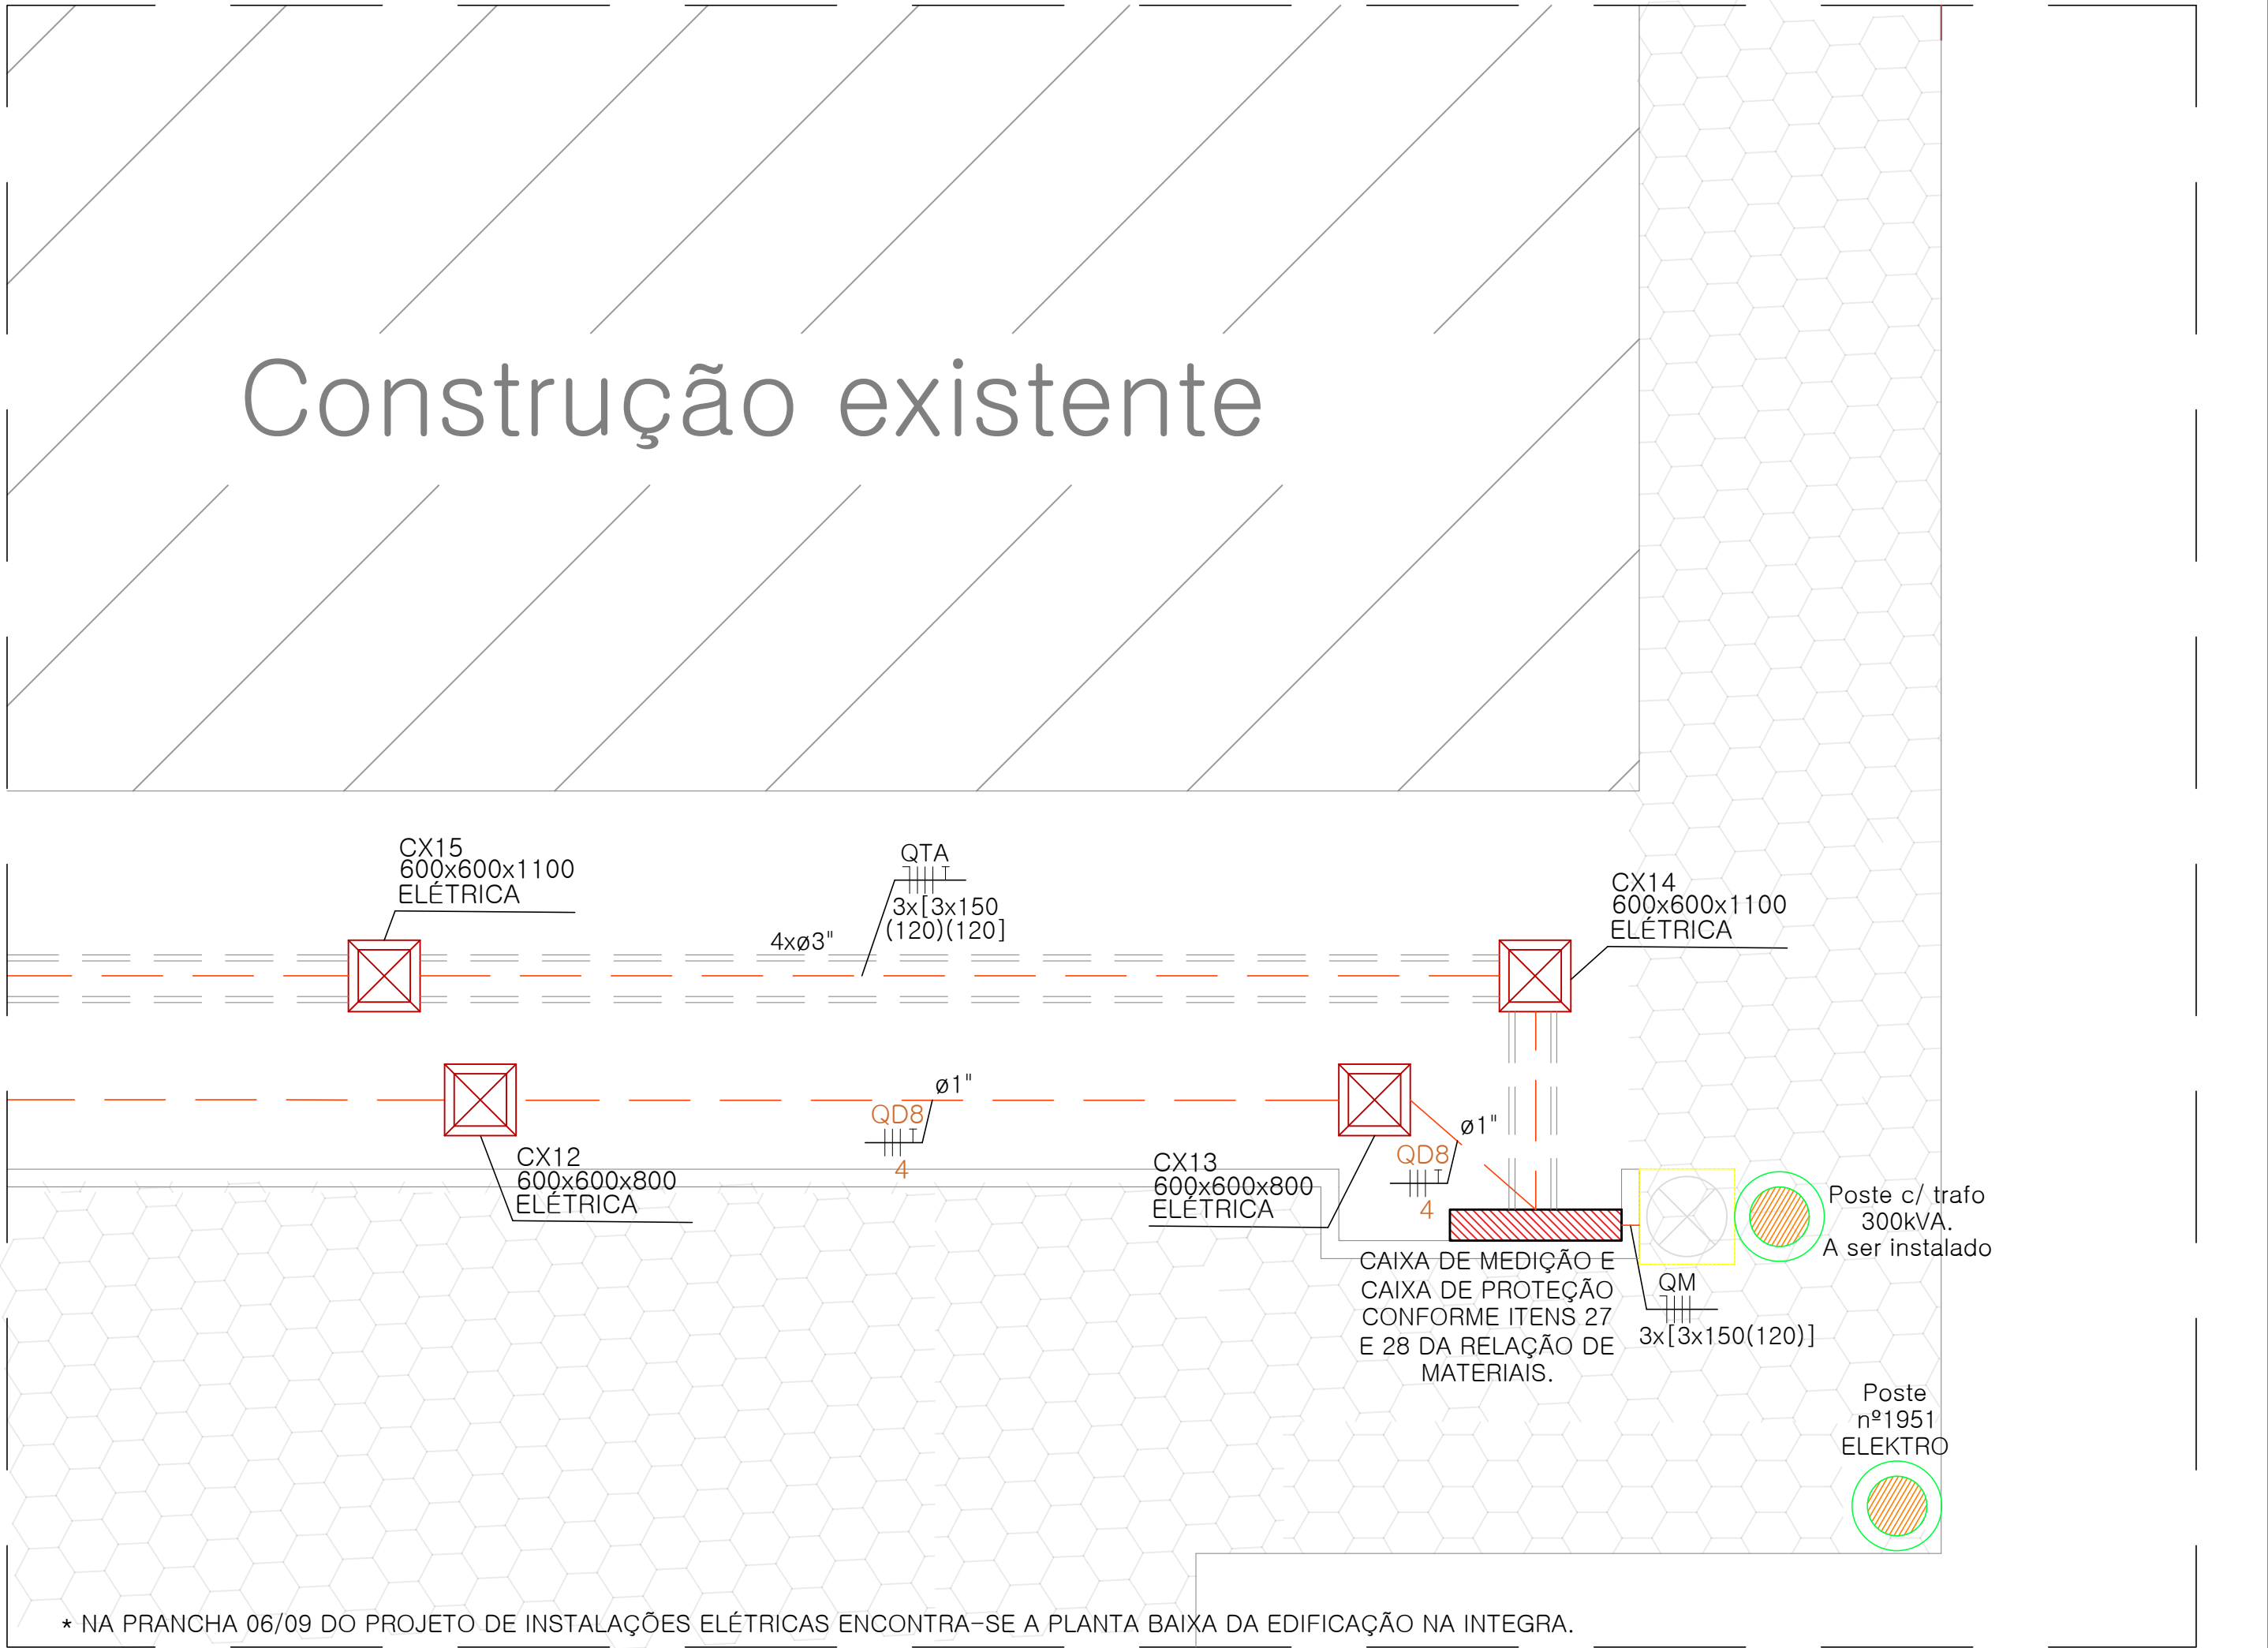 Construção existente
CX15
600x600x1100
ELÉTRICA
QTA
3x[3x150
(120)(120]
4xø3"
CX14
600x600x1100
ELÉTRICA
ø1"
QD8
4
CX12
600x600x800
ELÉTRICA
CX13
600x600x800
ELÉTRICA
ø1"
QD8
4
Poste c/ trafo
300kVA.
A ser instalado
CAIXA DE MEDIÇÃO E
CAIXA DE PROTEÇÃO
CONFORME ITENS 27
E 28 DA RELAÇÃO DE
MATERIAIS.
QM
3x[3x150(120)]
Poste
nº1951
ELEKTRO
* NA PRANCHA 06/09 DO PROJETO DE INSTALAÇÕES ELÉTRICAS ENCONTRA-SE A PLANTA BAIXA DA EDIFICAÇÃO NA INTEGRA.